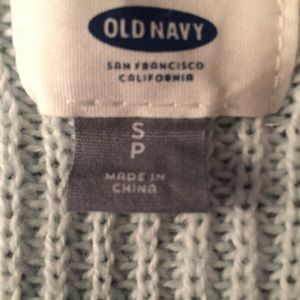 OLD NAVY
SAN FRANCISCO
CALIFORNIA
S
P
MADE IN
CHINA